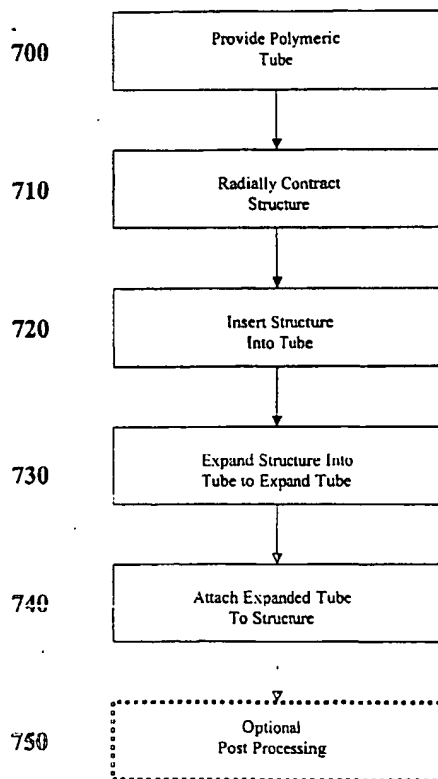 700
Provide Polymeric
Tube
710
Radially Contract
Structure
720
Insert Structure
Into Tube
730
Expand Structure Into
Tube to Expand Tube
740
Attach Expanded Tube
To Structure
750
Optional
Post Processing